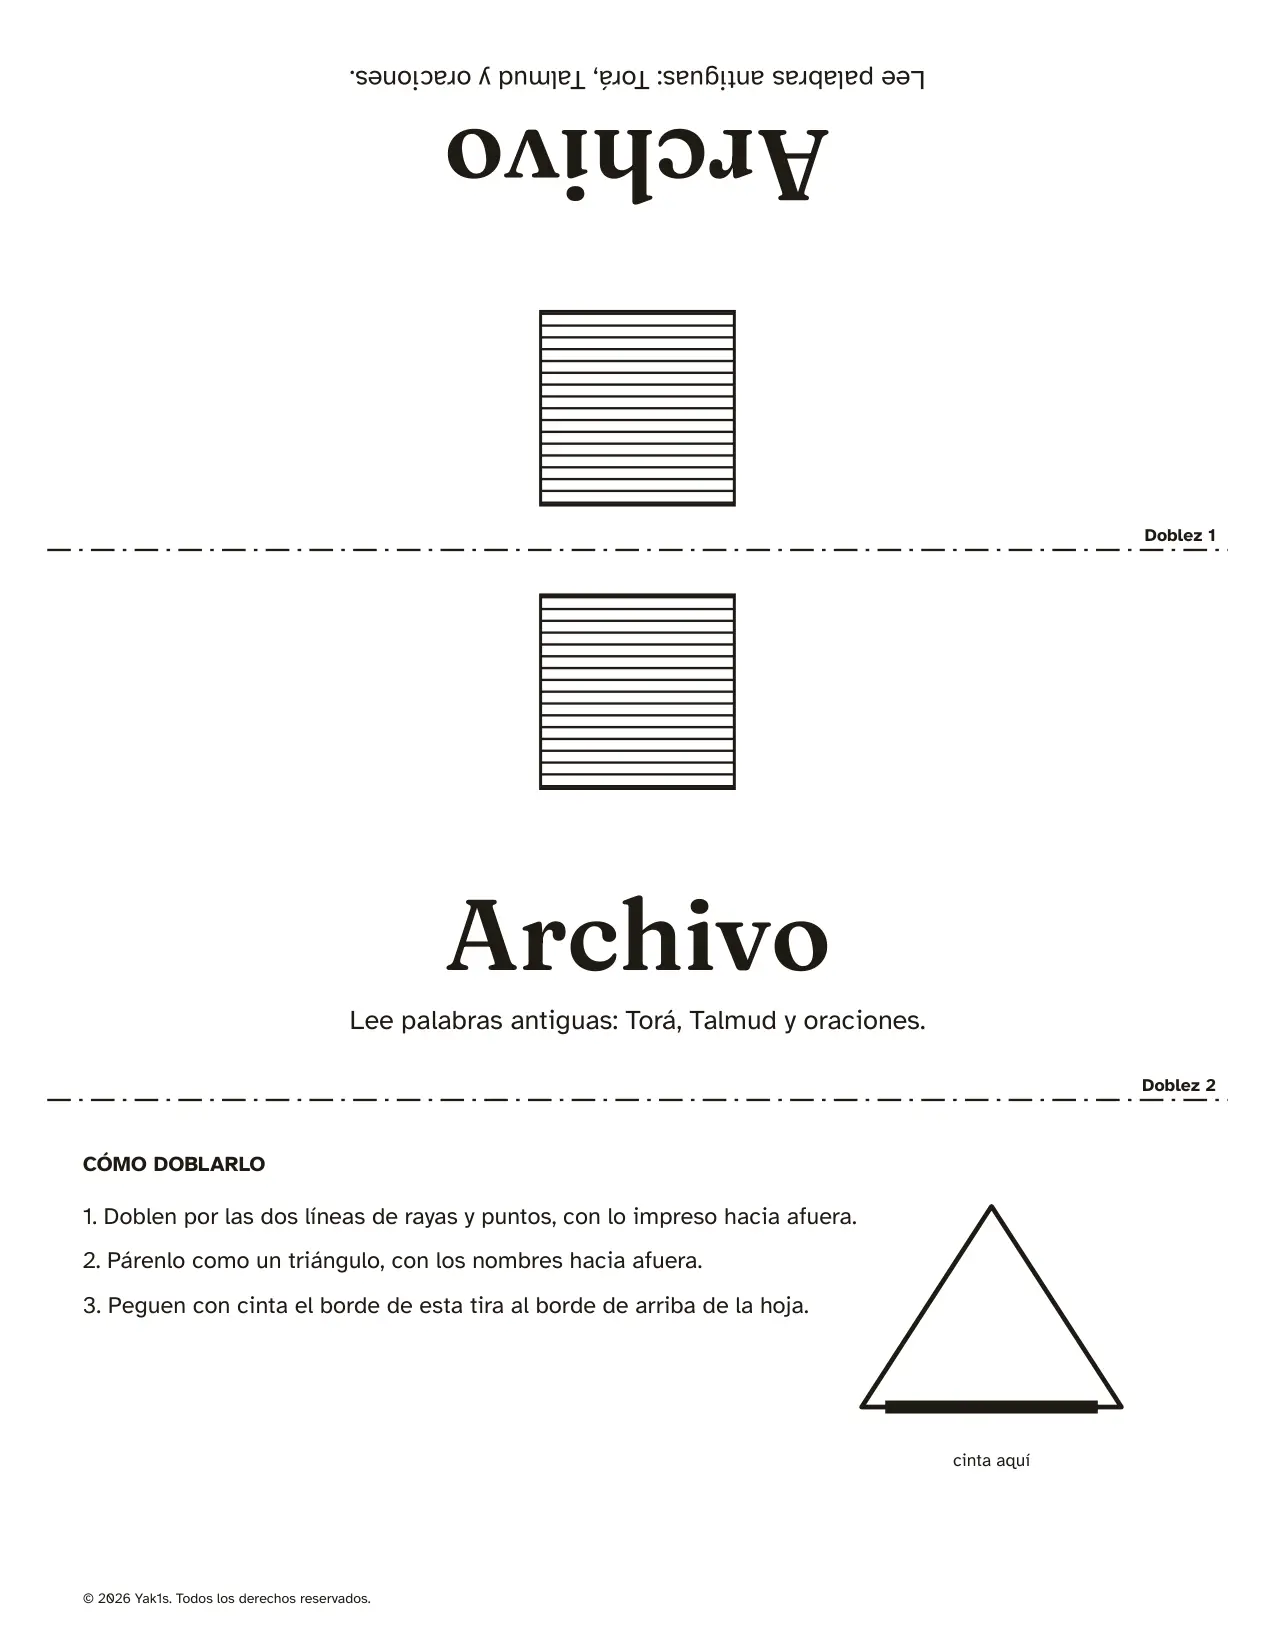 Lee palabras antiguas: Torá, Talmud y oraciones.
Archivo
Doblez 1
Archivo
Lee palabras antiguas: Torá, Talmud y oraciones.
Doblez 2
CÓMO DOBLARLO
1. Doblen por las dos líneas de rayas y puntos, con lo impreso hacia afuera.
2. Párenlo como un triángulo, con los nombres hacia afuera.
3. Peguen con cinta el borde de esta tira al borde de arriba de la hoja.
cinta aquí
© 2026 Yak1s. Todos los derechos reservados.